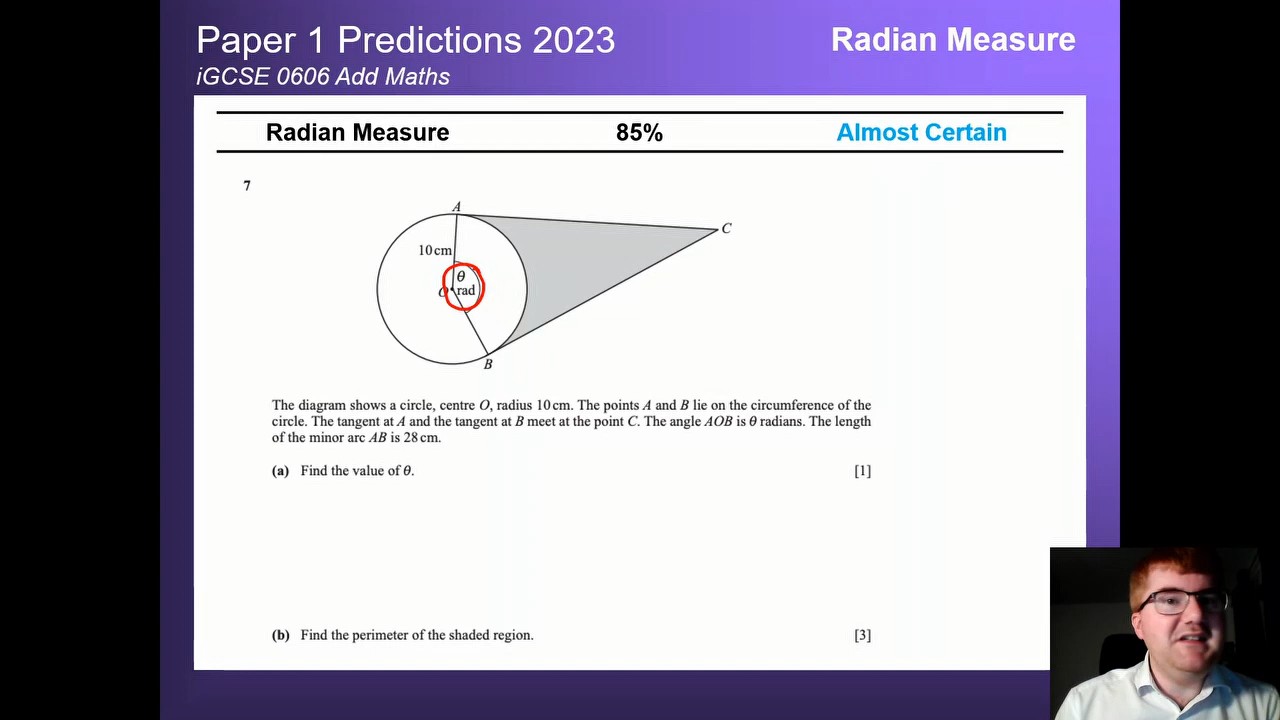 Paper 1 Predictions 2023
Radian Measure
iGCSE 0606 Add Maths
Radian Measure 85% Almost Certain
7
A
C
10 cm
θ
O rad
B
The diagram shows a circle, centre O, radius 10 cm. The points A and B lie on the circumference of the
circle. The tangent at A and the tangent at B meet at the point C. The angle AOB is θ radians. The length
of the minor arc AB is 28 cm.
(a) Find the value of θ. [1]
(b) Find the perimeter of the shaded region. [3]